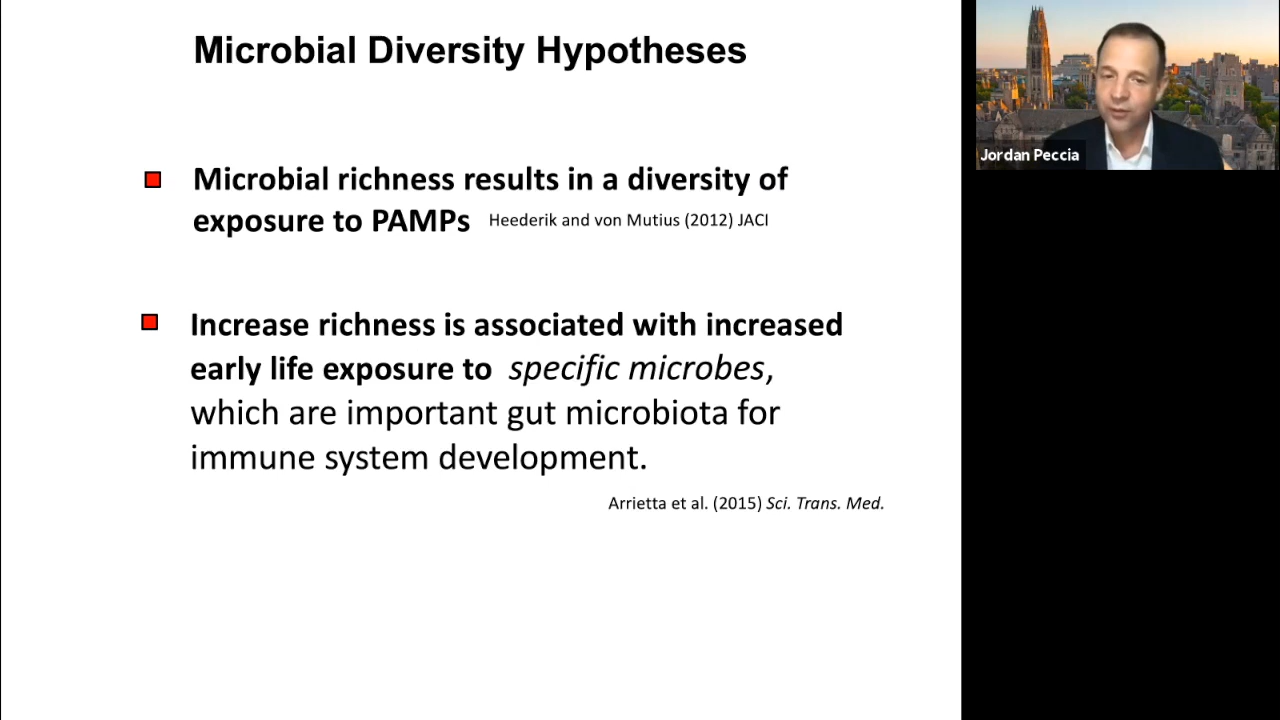 Microbial Diversity Hypotheses
Microbial richness results in a diversity of
exposure to PAMPs Heederik and von Mutius (2012) JACI
Increase richness is associated with increased
early life exposure to specific microbes,
which are important gut microbiota for
immune system development.
Arrietta et al. (2015) Sci. Trans. Med.
Jordan Peccia